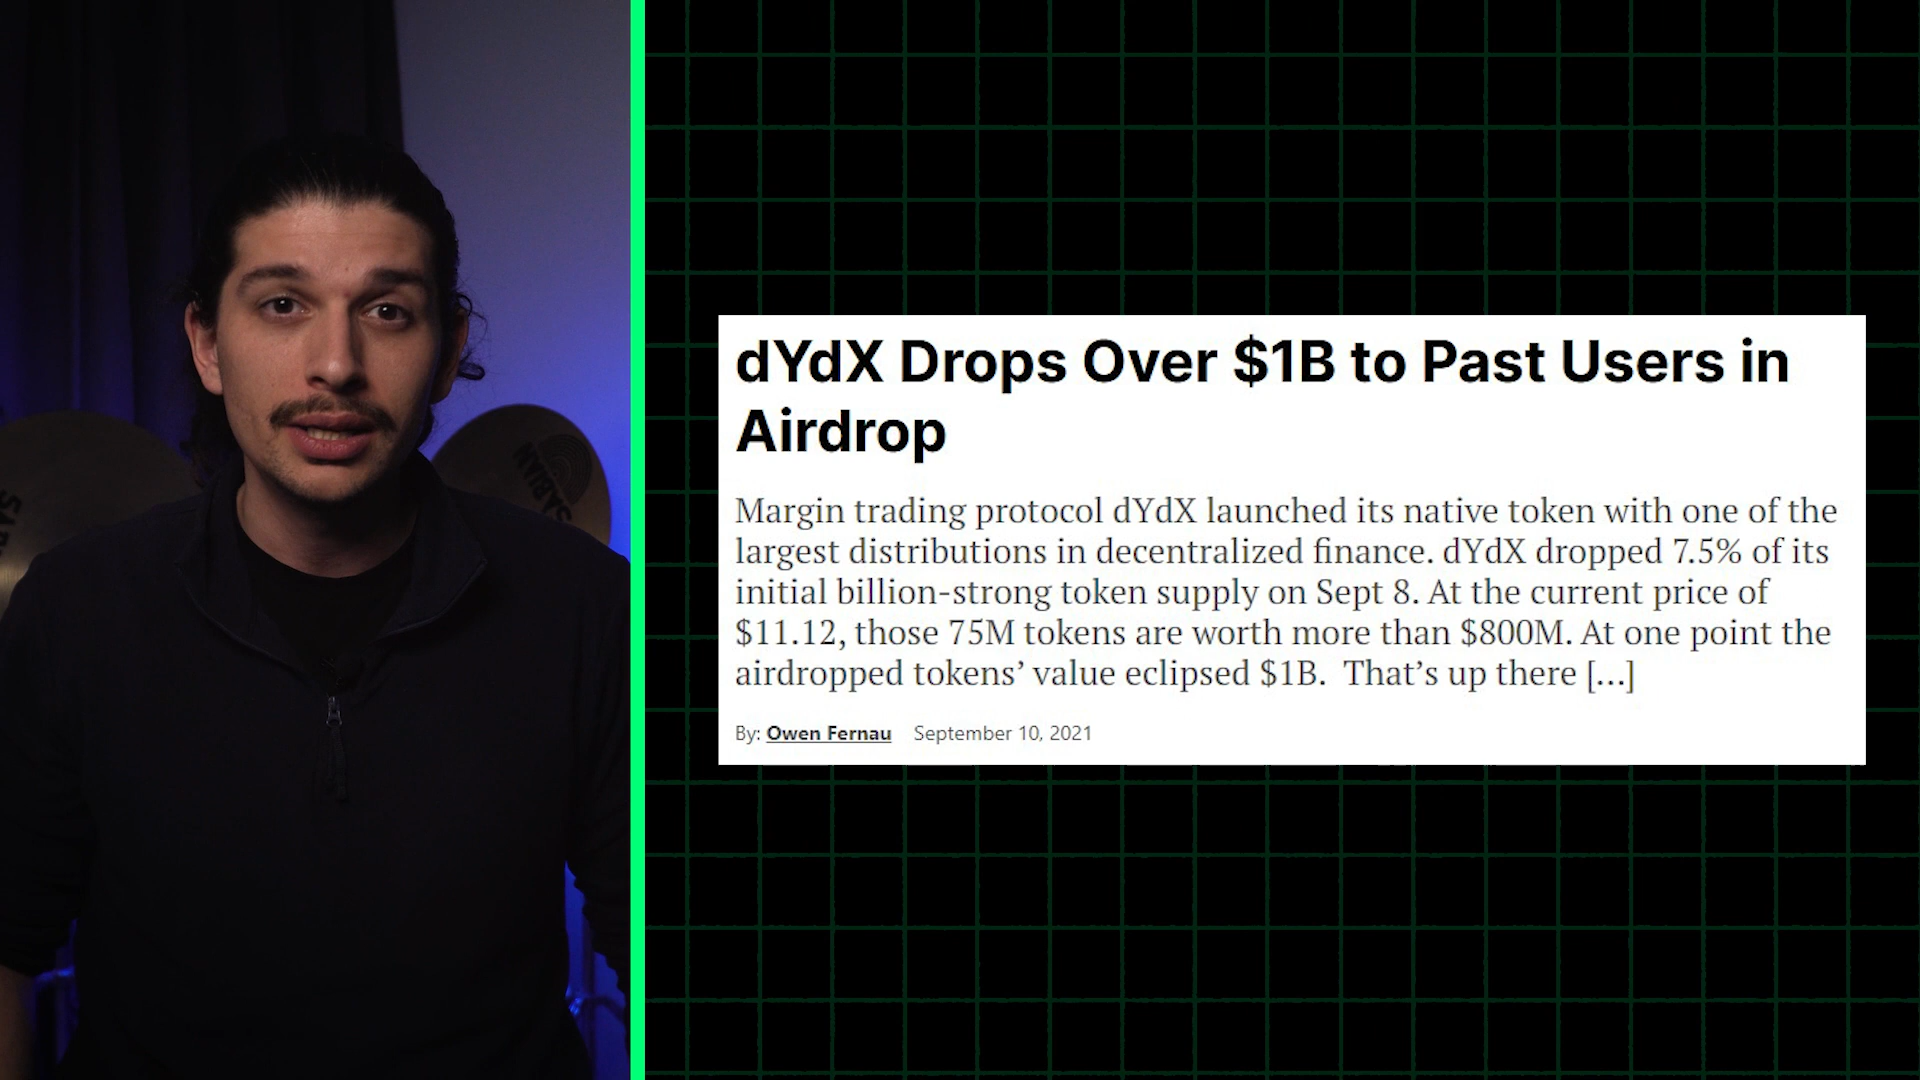 dYdX Drops Over $1B to Past Users in
Airdrop
Margin trading protocol dYdX launched its native token with one of the
largest distributions in decentralized finance. dYdX dropped 7.5% of its
initial billion-strong token supply on Sept 8. At the current price of
$11.12, those 75M tokens are worth more than $800M. At one point the
airdropped tokens’ value eclipsed $1B.  That’s up there [...]
By: Owen Fernau September 10, 2021
SABIAN